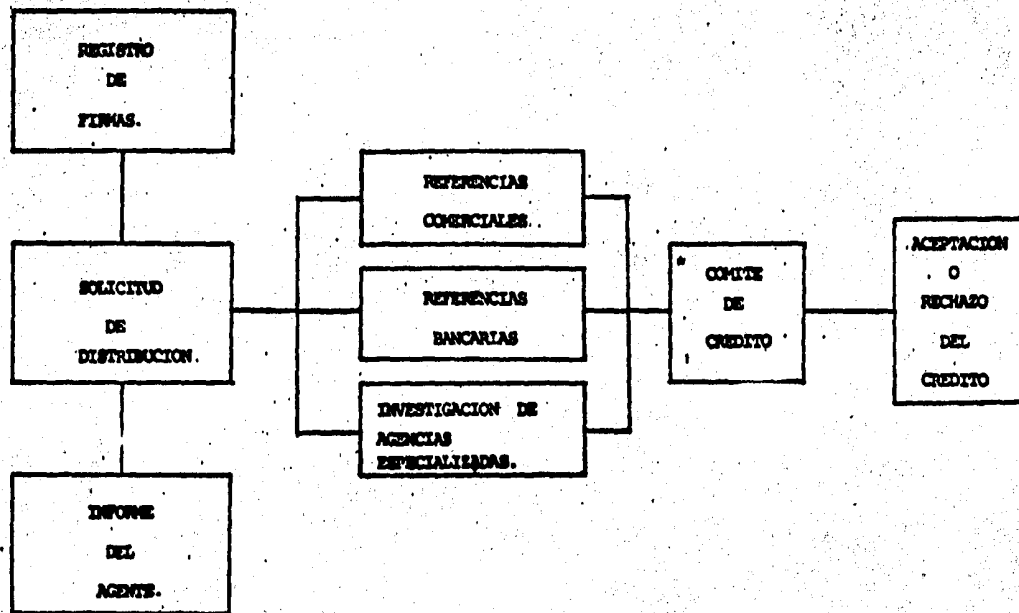 REGISTRO
DE
FIRMAS.
SOLICITUD
DE
DISTRIBUCION.
INFORME
DEL
AGENTE.
REFERENCIAS
COMERCIALES.
REFERENCIAS
BANCARIAS
INVESTIGACION DE
AGENCIAS
ESPECIALIZADAS.
* COMITE
DE
CREDITO
ACEPTACION
O
RECHAZO
DEL
CREDITO